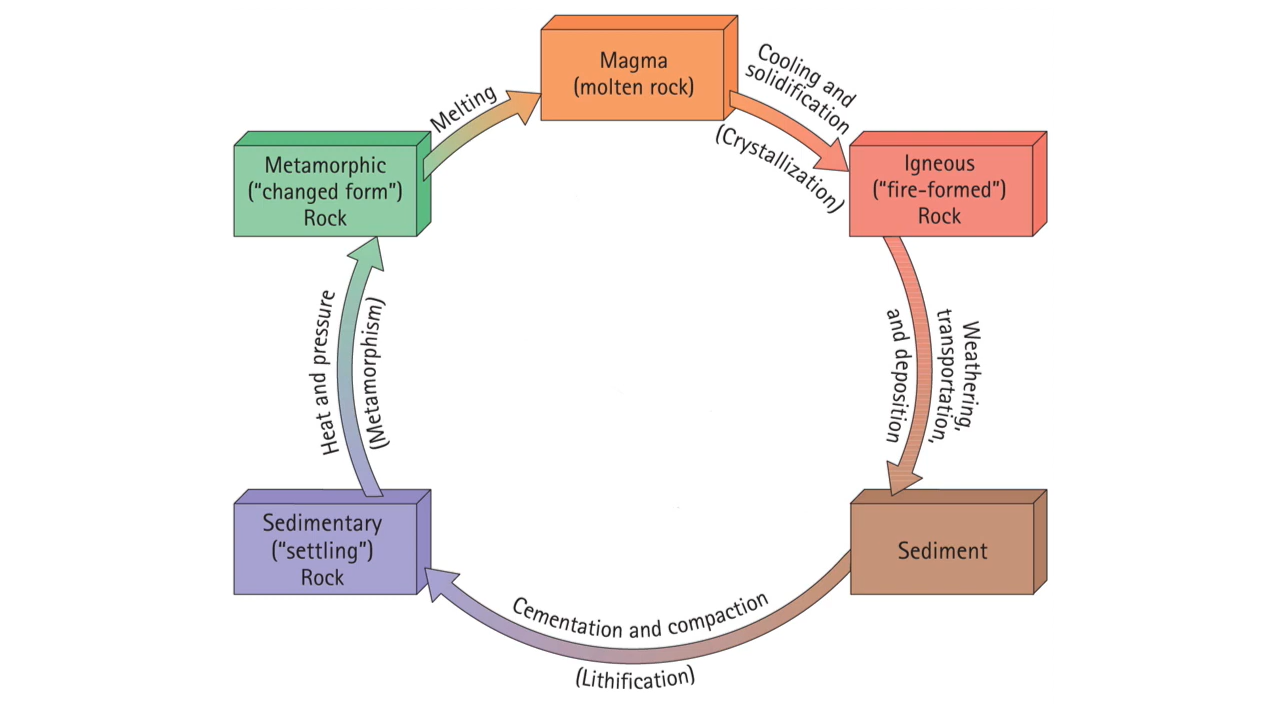 Magma
(molten rock)
Cooling and
solidification
(Crystallization)
Igneous
(“fire-formed”)
Rock
Weathering,
transportation,
and deposition
Sediment
Cementation and compaction
(Lithification)
Sedimentary
(“settling”)
Rock
Heat and pressure
(Metamorphism)
Metamorphic
(“changed form”)
Rock
Melting